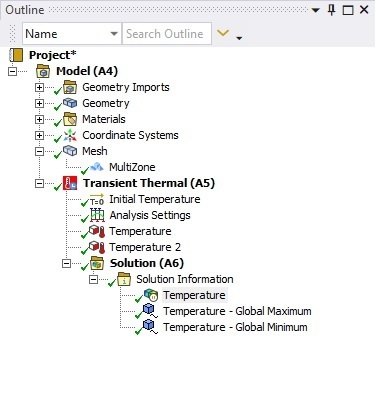 Outline
Name Search Outline
Project*
Model (A4)
Geometry Imports
Geometry
Materials
Coordinate Systems
Mesh
MultiZone
Transient Thermal (A5)
T=0 Initial Temperature
Analysis Settings
Temperature
Temperature 2
Solution (A6)
Solution Information
Temperature
Temperature - Global Maximum
Temperature - Global Minimum